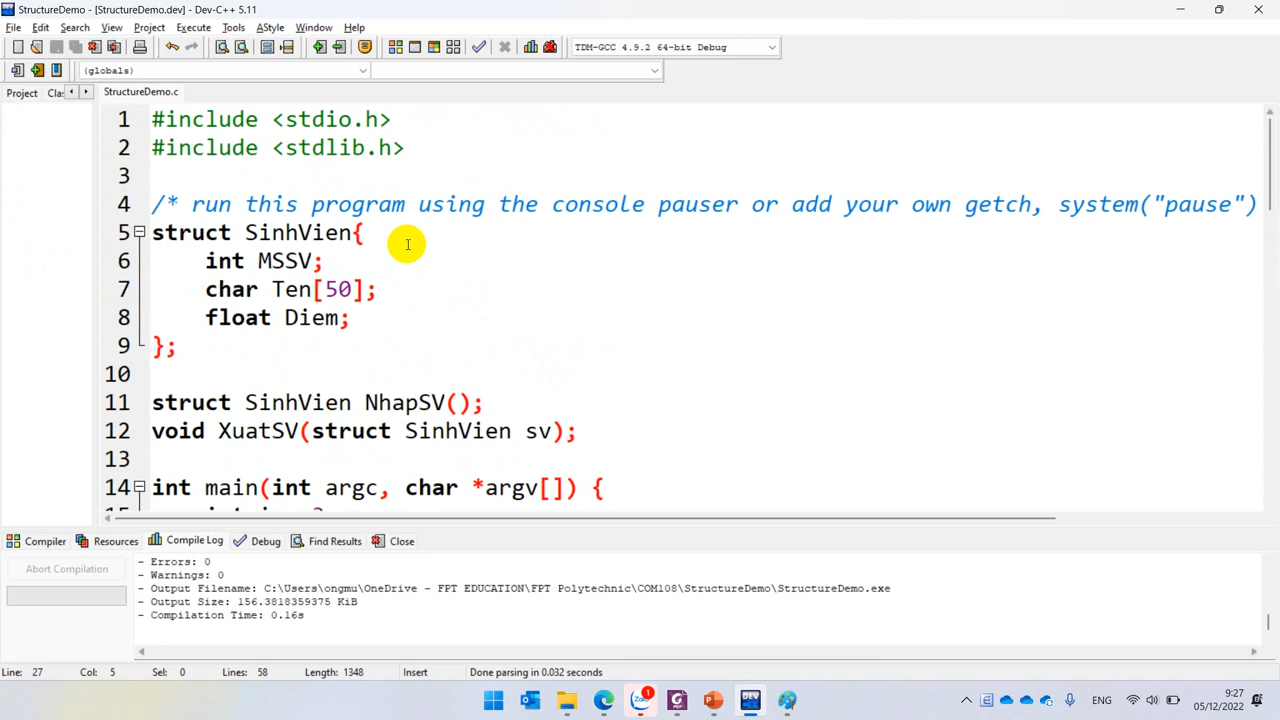 StructureDemo - [StructureDemo.dev] - Dev-C++ 5.11
File Edit Search View Project Execute Tools AStyle Window Help
TDM-GCC 4.9.2 64-bit Debug
(globals)
Project Cla StructureDemo.c
1 #include <stdio.h>
2 #include <stdlib.h>
3
4 /* run this program using the console pauser or add your own getch, system("pause")
5 struct SinhVien{
6 int MSSV;
7 char Ten[50];
8 float Diem;
9 };
10
11 struct SinhVien NhapSV();
12 void XuatSV(struct SinhVien sv);
13
14 int main(int argc, char *argv[]) {
Compiler Resources Compile Log Debug Find Results Close
Abort Compilation
- Errors: 0
- Warnings: 0
- Output Filename: C:\Users\ongmu\OneDrive - FPT EDUCATION\FPT Polytechnic\COM108\StructureDemo\StructureDemo.exe
- Output Size: 156.3818359375 KiB
- Compilation Time: 0.16s
Line: 27 Col: 5 Sel: 0 Lines: 58 Length: 1348 Insert Done parsing in 0.032 seconds
Zalo 1 PDF DEV ENG 9:27
05/12/2022